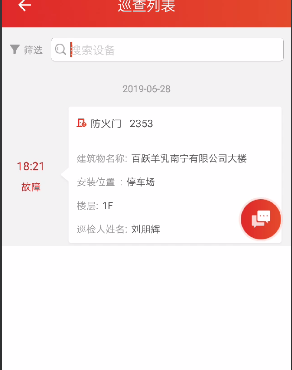 巡查列表
筛选
搜索设备
2019-06-28
防火门 2353
18:21
故障
建筑物名称: 百跃羊乳南宁有限公司大楼
安装位置 : 停车场
楼层: 1F
巡检人姓名: 刘朋辉